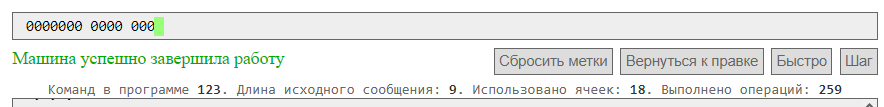 0000000 0000 000
Машина успешно завершила работу
Сбросить метки Вернуться к правке Быстро Шаг
Команд в программе 123. Длина исходного сообщения: 9. Использовано ячеек: 18. Выполнено операций: 259